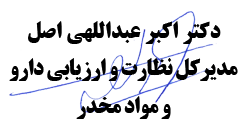 دکتر اکبر عبداللهی اصل
مدیرکل نظارت و ارزیابی دارو
و مواد مخدر